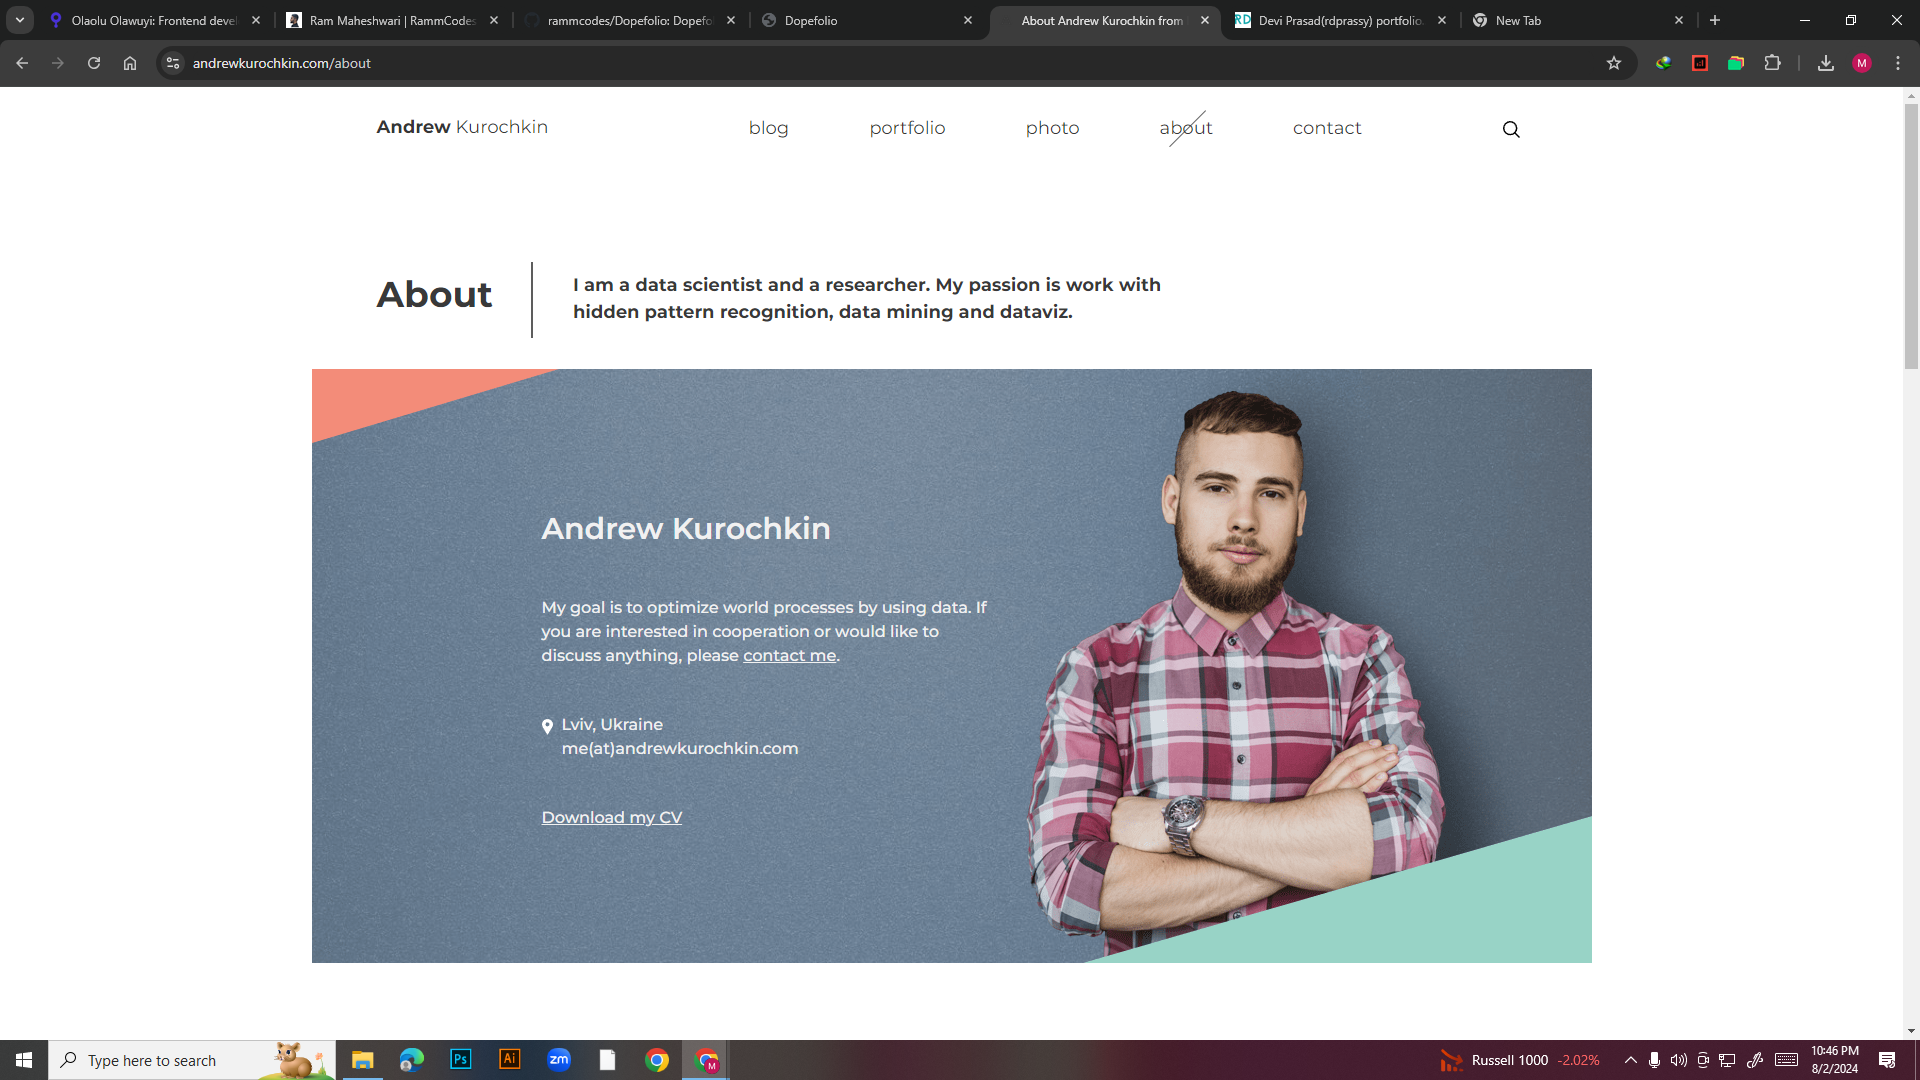 Olaolu Olawuyi: Frontend devel
Ram Maheshwari | RammCodes
rammcodes/Dopefolio: Dopefol
Dopefolio
About Andrew Kurochkin from
RD
Devi Prasad(rdprassy) portfolio.
New Tab
andrewkurochkin.com/about
M
Andrew Kurochkin
blog
portfolio
photo
about
contact
About
I am a data scientist and a researcher. My passion is work with
hidden pattern recognition, data mining and dataviz.
Andrew Kurochkin
My goal is to optimize world processes by using data. If
you are interested in cooperation or would like to
discuss anything, please contact me.
Lviv, Ukraine
me(at)andrewkurochkin.com
Download my CV
Type here to search
Ps
Ai
zm
M
Russell 1000 -2.02%
10:46 PM
8/2/2024